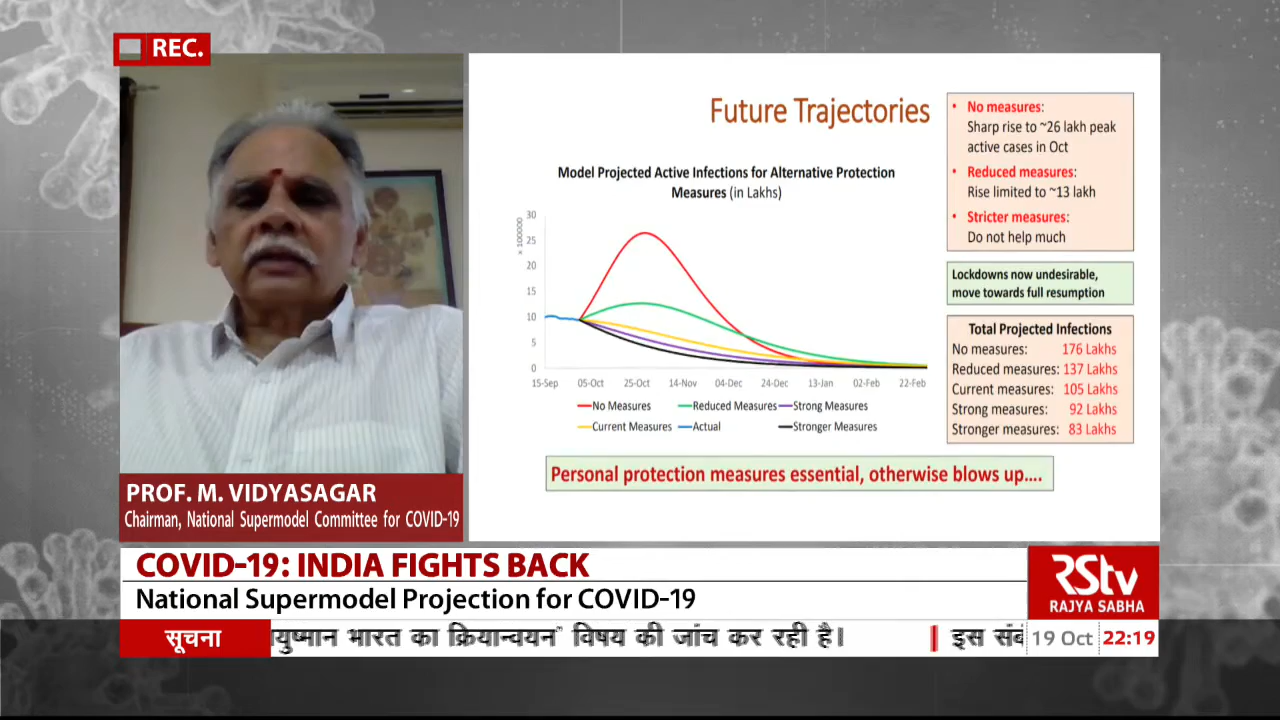 REC.
Future Trajectories
Model Projected Active Infections for Alternative Protection
Measures (in Lakhs)
x 100000
30
25
20
15
10
5
0
15-Sep 05-Oct 25-Oct 14-Nov 04-Dec 24-Dec 13-Jan 02-Feb 22-Feb
No Measures Reduced Measures Strong Measures
Current Measures Actual Stronger Measures
• No measures:
Sharp rise to ~26 lakh peak
active cases in Oct
• Reduced measures:
Rise limited to ~13 lakh
• Stricter measures:
Do not help much
Lockdowns now undesirable,
move towards full resumption
Total Projected Infections
No measures: 176 Lakhs
Reduced measures: 137 Lakhs
Current measures: 105 Lakhs
Strong measures: 92 Lakhs
Stronger measures: 83 Lakhs
Personal protection measures essential, otherwise blows up....
PROF. M. VIDYASAGAR
Chairman, National Supermodel Committee for COVID-19
COVID-19: INDIA FIGHTS BACK
National Supermodel Projection for COVID-19
RSTV
RAJYA SABHA
सूचना
भारत का क्रियान्वयन" विषय की जांच कर रही है। इस
19 Oct 22:19